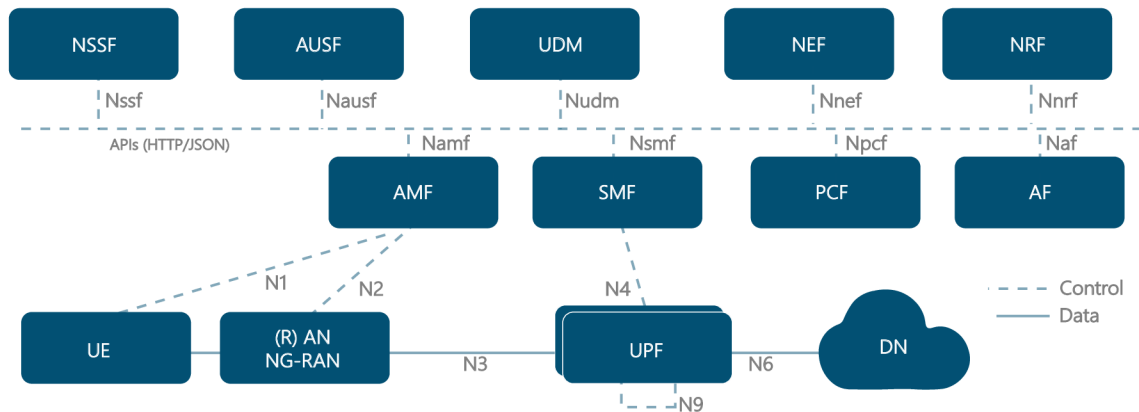 NSSF
AUSF
UDM
NEF
NRF
Nssf
Nausf
Nudm
Nnef
Nnrf
APIs (HTTP/JSON)
Namf
Nsmf
Npcf
Naf
AMF
SMF
PCF
AF
N1
N2
N4
Control
Data
UE
(R) AN
NG-RAN
N3
UPF
N6
DN
N9